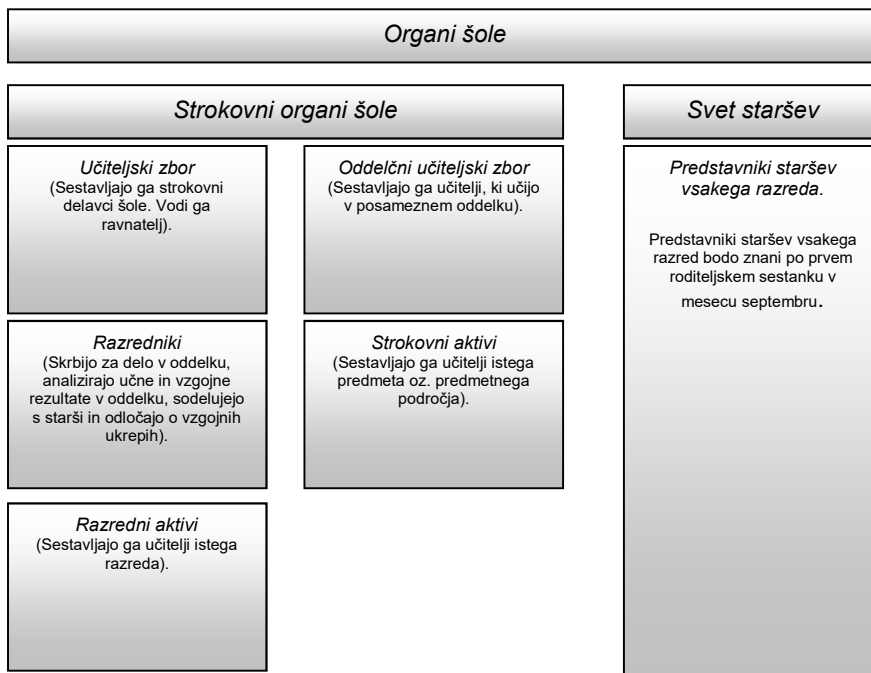 Organi šole
Strokovni organi šole
Učiteljski zbor
(Sestavljajo ga strokovni
delavci šole. Vodi ga
ravnatelj).
Oddelčni učiteljski zbor
(Sestavljajo ga učitelji, ki učijo
v posameznem oddelku).
Razredniki
(Skrbijo za delo v oddelku,
analizirajo učne in vzgojne
rezultate v oddelku, sodelujejo
s starši in odločajo o vzgojnih
ukrepih).
Strokovni aktivi
(Sestavljajo ga učitelji istega
predmeta oz. predmetnega
področja).
Razredni aktivi
(Sestavljajo ga učitelji istega
razreda).
Svet staršev
Predstavniki staršev
vsakega razreda.
Predstavniki staršev vsakega
razred bodo znani po prvem
roditeljskem sestanku v
mesecu septembru.